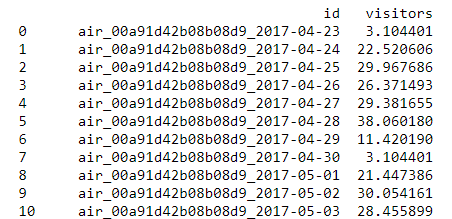 id visitors
0 air_00a91d42b08b08d9_2017-04-23 3.104401
1 air_00a91d42b08b08d9_2017-04-24 22.520606
2 air_00a91d42b08b08d9_2017-04-25 29.967686
3 air_00a91d42b08b08d9_2017-04-26 26.371493
4 air_00a91d42b08b08d9_2017-04-27 29.381655
5 air_00a91d42b08b08d9_2017-04-28 38.060180
6 air_00a91d42b08b08d9_2017-04-29 11.420190
7 air_00a91d42b08b08d9_2017-04-30 3.104401
8 air_00a91d42b08b08d9_2017-05-01 21.447386
9 air_00a91d42b08b08d9_2017-05-02 30.054161
10 air_00a91d42b08b08d9_2017-05-03 28.455899